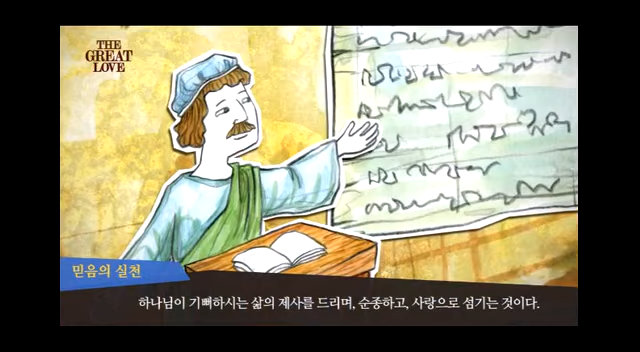 THE
GREAT
LOVE
믿음의 실천
하나님이 기뻐하시는 삶의 제사를 드리며, 순종하고, 사랑으로 섬기는 것이다.